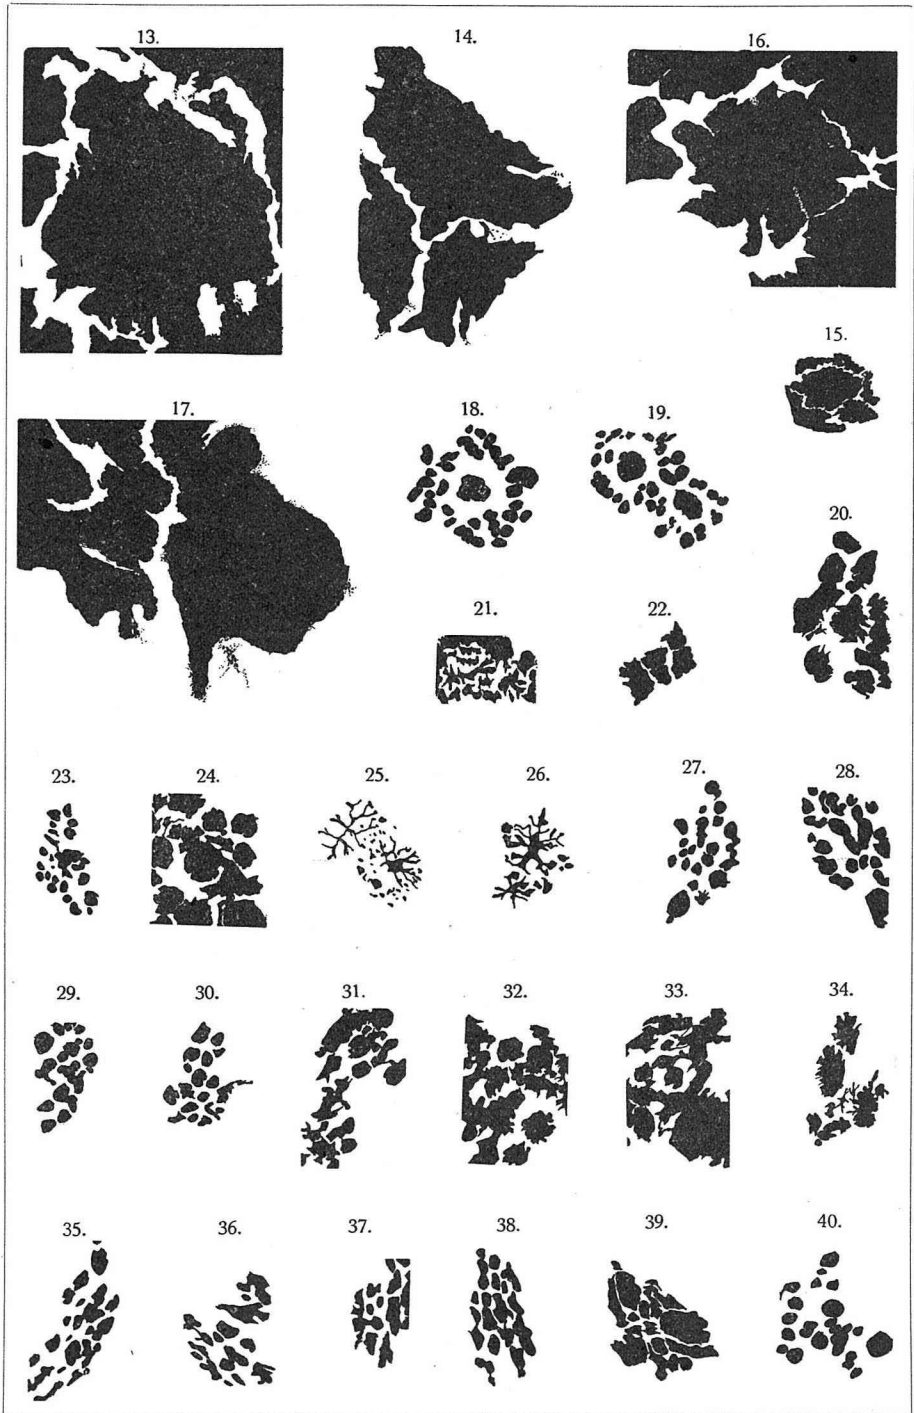 13. 14. 16.
15.
17. 18. 19.
20.
21. 22.
23. 24. 25. 26. 27. 28.
29. 30. 31. 32. 33. 34.
35. 36. 37. 38. 39. 40.